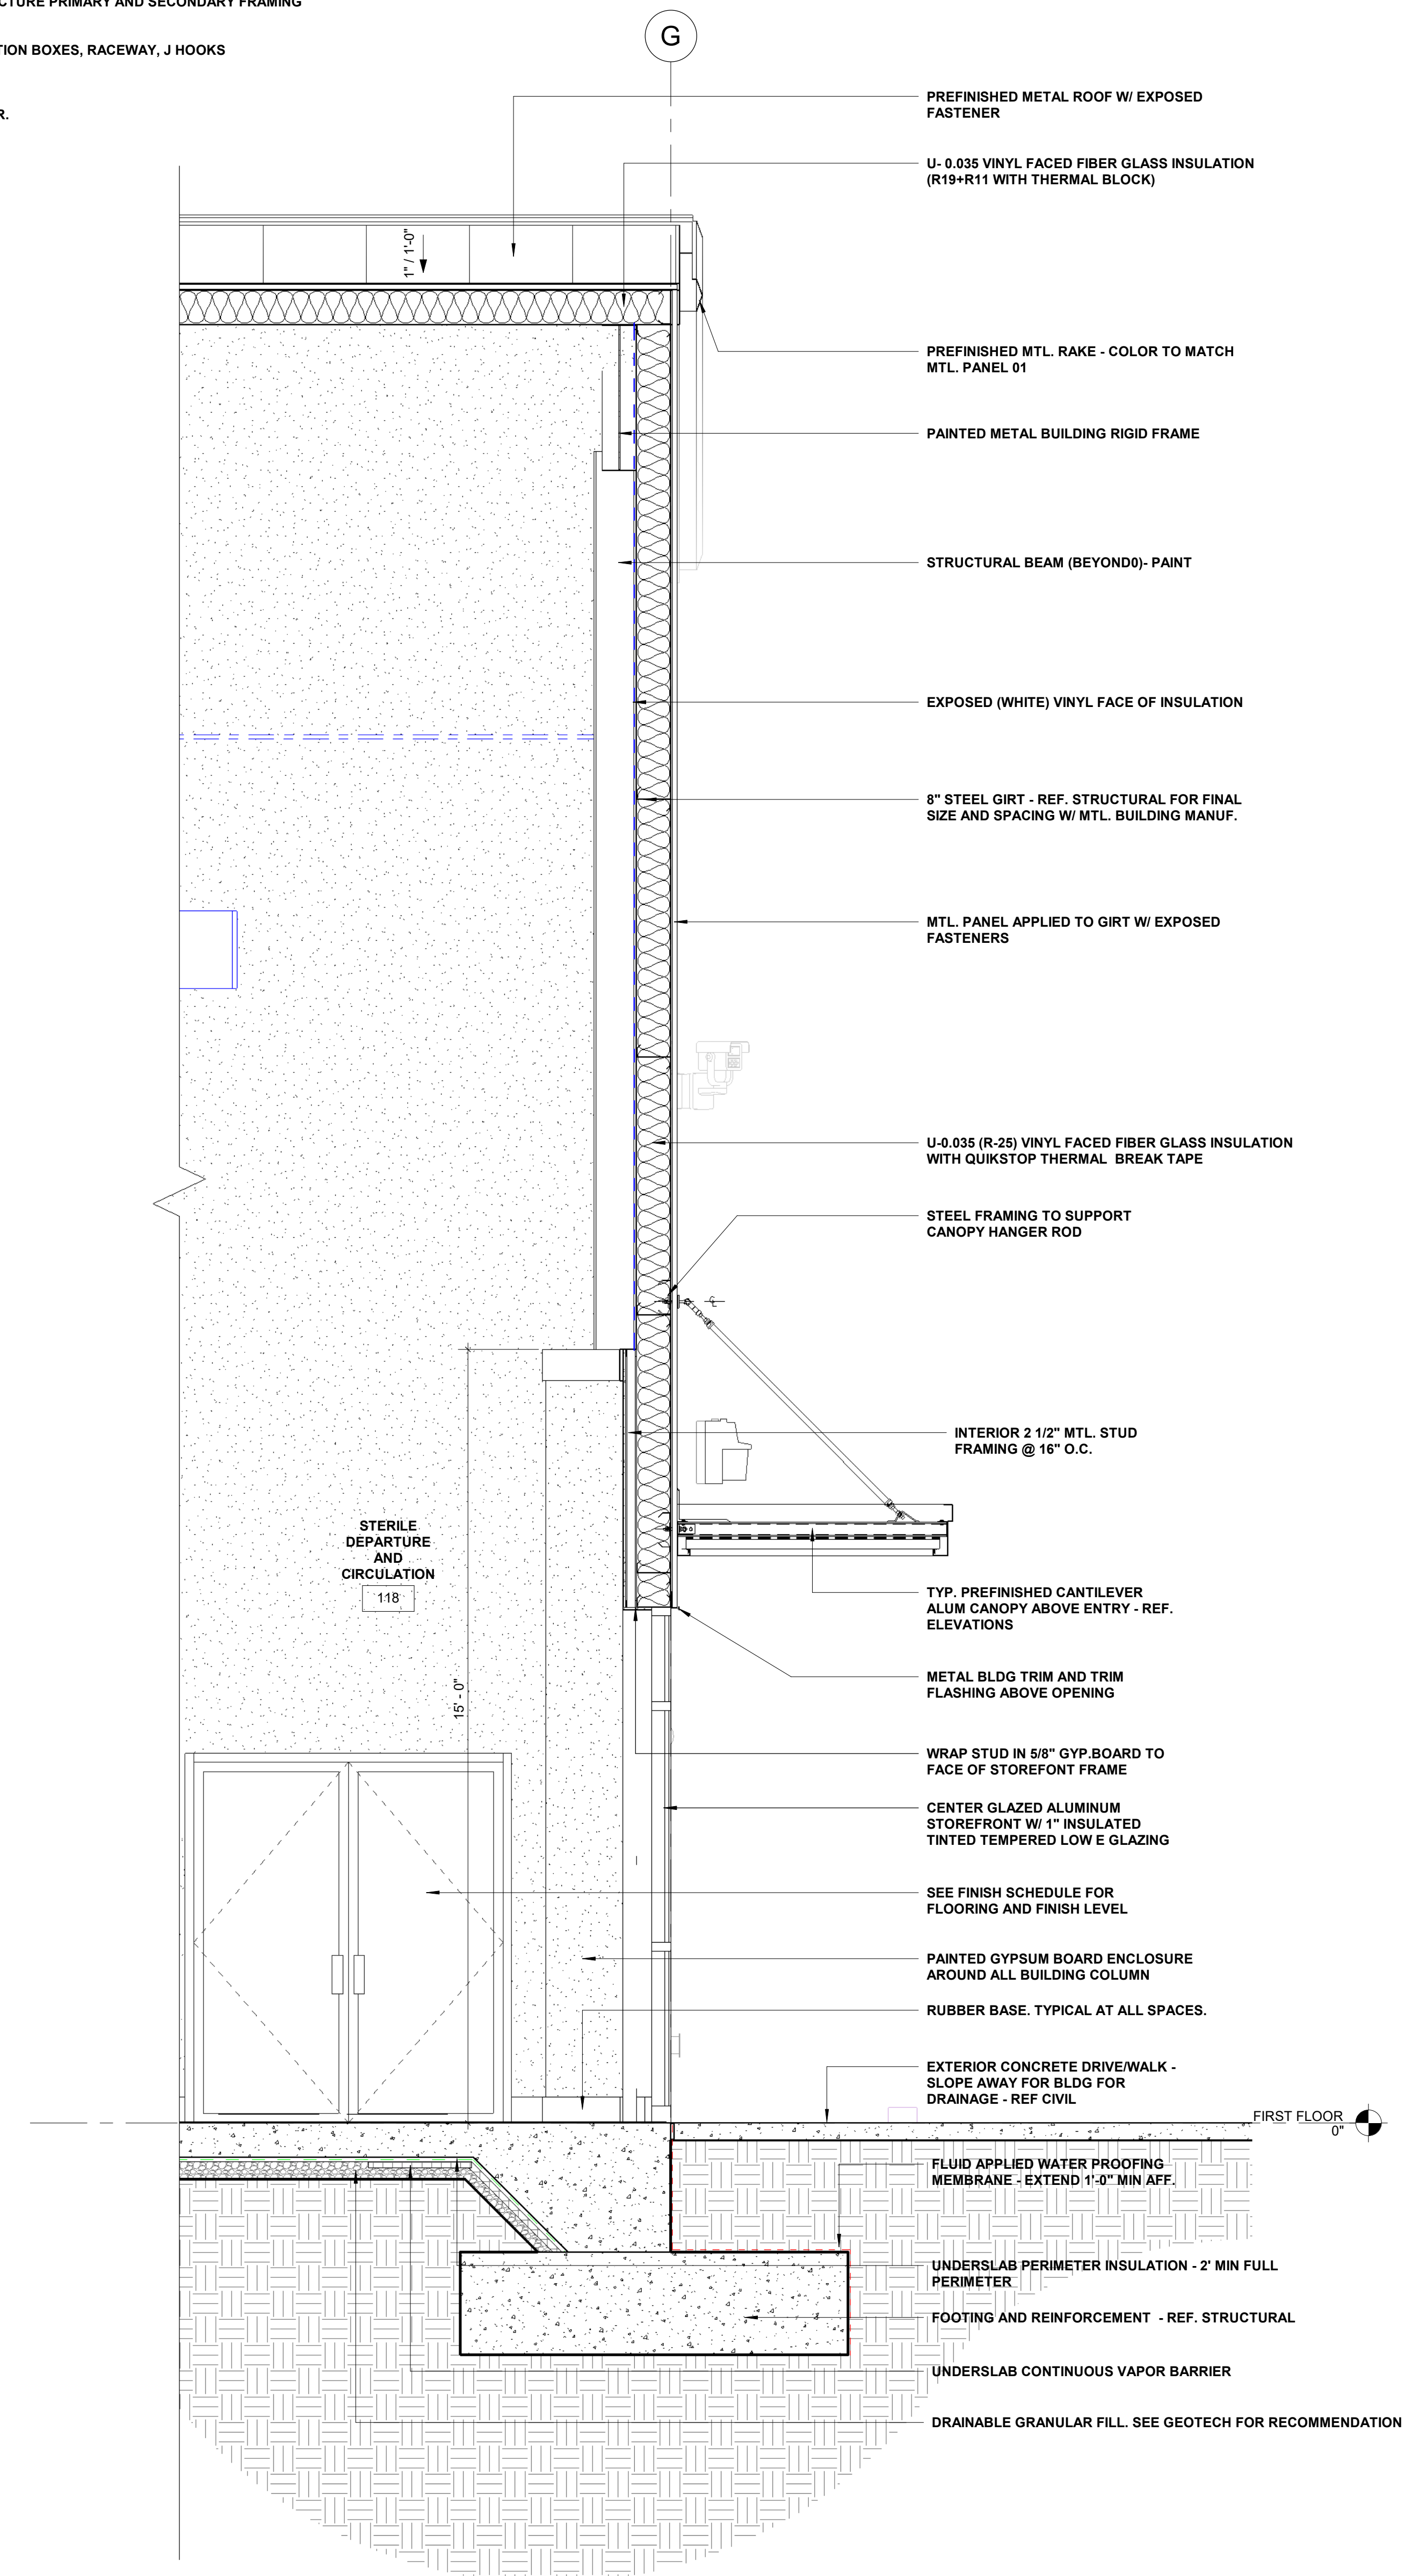 CTURE PRIMARY AND SECONDARY FRAMING
TION BOXES, RACEWAY, J HOOKS
R.
G
PREFINISHED METAL ROOF W/ EXPOSED
FASTENER
U- 0.035 VINYL FACED FIBER GLASS INSULATION
(R19+R11 WITH THERMAL BLOCK)
1" / 1'-0"
PREFINISHED MTL. RAKE - COLOR TO MATCH
MTL. PANEL 01
PAINTED METAL BUILDING RIGID FRAME
STRUCTURAL BEAM (BEYOND0)- PAINT
EXPOSED (WHITE) VINYL FACE OF INSULATION
8" STEEL GIRT - REF. STRUCTURAL FOR FINAL
SIZE AND SPACING W/ MTL. BUILDING MANUF.
MTL. PANEL APPLIED TO GIRT W/ EXPOSED
FASTENERS
U-0.035 (R-25) VINYL FACED FIBER GLASS INSULATION
WITH QUIKSTOP THERMAL BREAK TAPE
STEEL FRAMING TO SUPPORT
CANOPY HANGER ROD
INTERIOR 2 1/2" MTL. STUD
FRAMING @ 16" O.C.
STERILE
DEPARTURE
AND
CIRCULATION
118
TYP. PREFINISHED CANTILEVER
ALUM CANOPY ABOVE ENTRY - REF.
ELEVATIONS
METAL BLDG TRIM AND TRIM
FLASHING ABOVE OPENING
15' - 0"
WRAP STUD IN 5/8" GYP.BOARD TO
FACE OF STOREFONT FRAME
CENTER GLAZED ALUMINUM
STOREFRONT W/ 1" INSULATED
TINTED TEMPERED LOW E GLAZING
SEE FINISH SCHEDULE FOR
FLOORING AND FINISH LEVEL
PAINTED GYPSUM BOARD ENCLOSURE
AROUND ALL BUILDING COLUMN
RUBBER BASE. TYPICAL AT ALL SPACES.
EXTERIOR CONCRETE DRIVE/WALK -
SLOPE AWAY FOR BLDG FOR
DRAINAGE - REF CIVIL
FIRST FLOOR
0"
FLUID APPLIED WATER PROOFING
MEMBRANE - EXTEND 1'-0" MIN AFF.
UNDERSLAB PERIMETER INSULATION - 2' MIN FULL
PERIMETER
FOOTING AND REINFORCEMENT - REF. STRUCTURAL
UNDERSLAB CONTINUOUS VAPOR BARRIER
DRAINABLE GRANULAR FILL. SEE GEOTECH FOR RECOMMENDATION